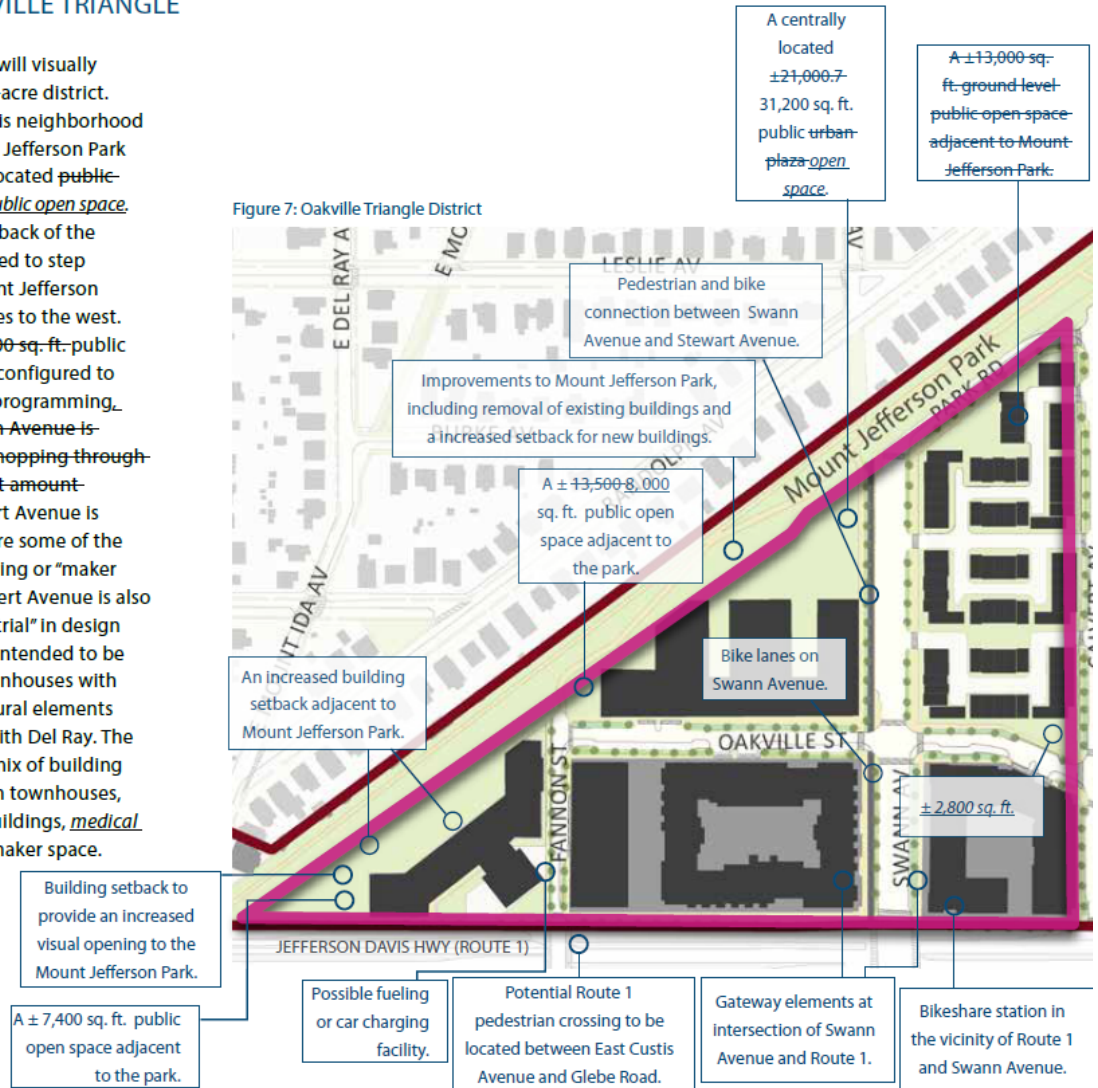 VILLE TRIANGLE
will visually
-acre district.
is neighborhood
Jefferson Park
ocated public
ublic open space.
back of the
ed to step
nt Jefferson
es to the west.
00 sq. ft. public
configured to
programming,
n Avenue is
hopping through
t amount
rt Avenue is
re some of the
ing or "maker
ert Avenue is also
trial" in design
ntended to be
nhouses with
ural elements
ith Del Ray. The
nix of building
n townhouses,
uildings, medical
naker space.
A centrally
located
±21,000.7
31,200 sq. ft.
public urban
plaza open
space.
A ±13,000 sq.
ft. ground level
public open space
adjacent to Mount
Jefferson Park.
Figure 7: Oakville Triangle District
E DEL RAY A
E MO
LESLIE AV
AV
Pedestrian and bike
connection between Swann
Avenue and Stewart Avenue.
Improvements to Mount Jefferson Park,
including removal of existing buildings and
a increased setback for new buildings.
BURKE AV
RANDOLPH AV
Mount Jefferson Park
PARK RD
A ± 13,500 8,000
sq. ft. public open
space adjacent to
the park.
E MOUNT IDA AV
CALVERT AV
An increased building
setback adjacent to
Mount Jefferson Park.
Bike lanes on
Swann Avenue.
OAKVILLE ST
FANNON ST
SWANN AV
± 2,800 sq. ft.
Building setback to
provide an increased
visual opening to the
Mount Jefferson Park.
JEFFERSON DAVIS HWY (ROUTE 1)
A ± 7,400 sq. ft. public
open space adjacent
to the park.
Possible fueling
or car charging
facility.
Potential Route 1
pedestrian crossing to be
located between East Custis
Avenue and Glebe Road.
Gateway elements at
intersection of Swann
Avenue and Route 1.
Bikeshare station in
the vicinity of Route 1
and Swann Avenue.